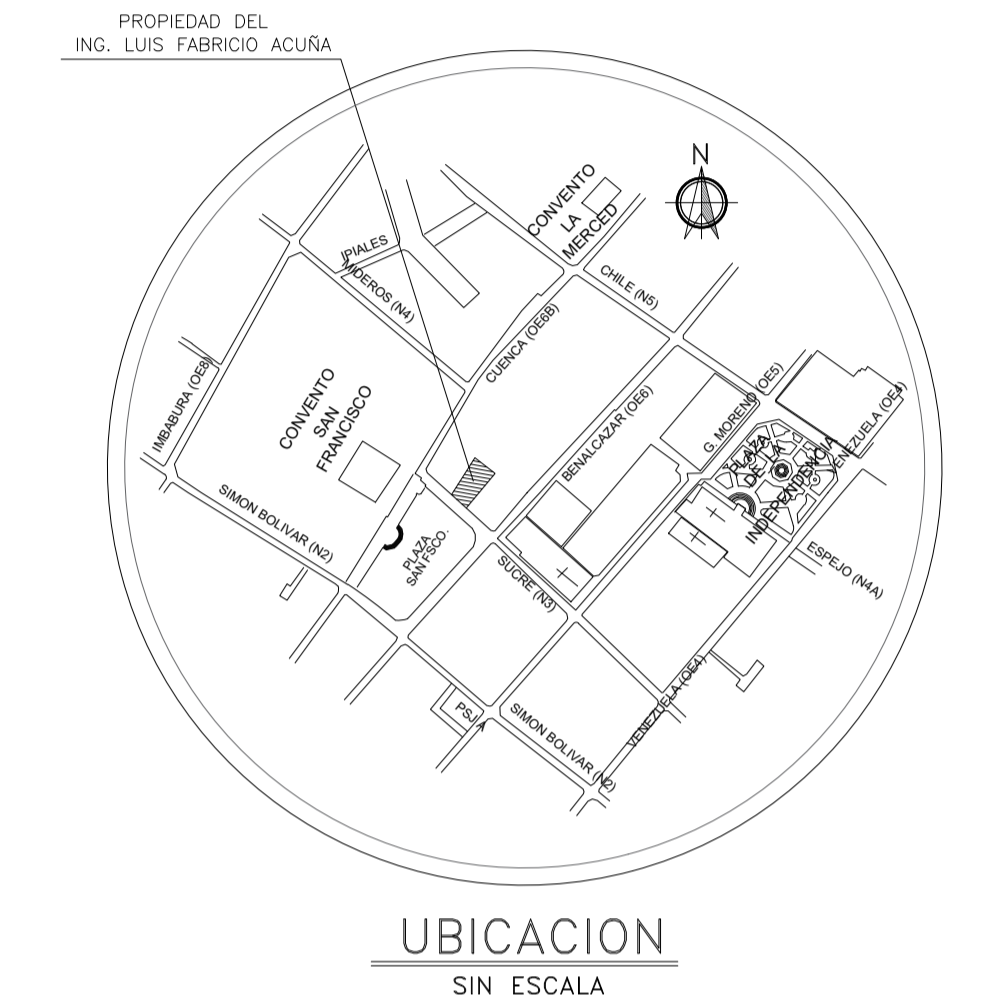 PROPIEDAD DEL
ING. LUIS FABRICIO ACUÑA
N
CONVENTO
LA
MERCED
IPIALES
MIDEROS (N4)
CHILE (N5)
CUENCA (OE6B)
IMBABURA (OE8)
CONVENTO
SAN
FRANCISCO
BENALCAZAR (OE6)
G. MORENO (OE5)
VENEZUELA (OE4)
PLAZA
DE LA
INDEPENDENCIA
SIMON BOLIVAR (N2)
PLAZA
SAN FSCO.
SUCRE (N3)
ESPEJO (N4A)
VENEZUELA (OE4)
PSJ
SIMON BOLIVAR (N2)
UBICACION
SIN ESCALA